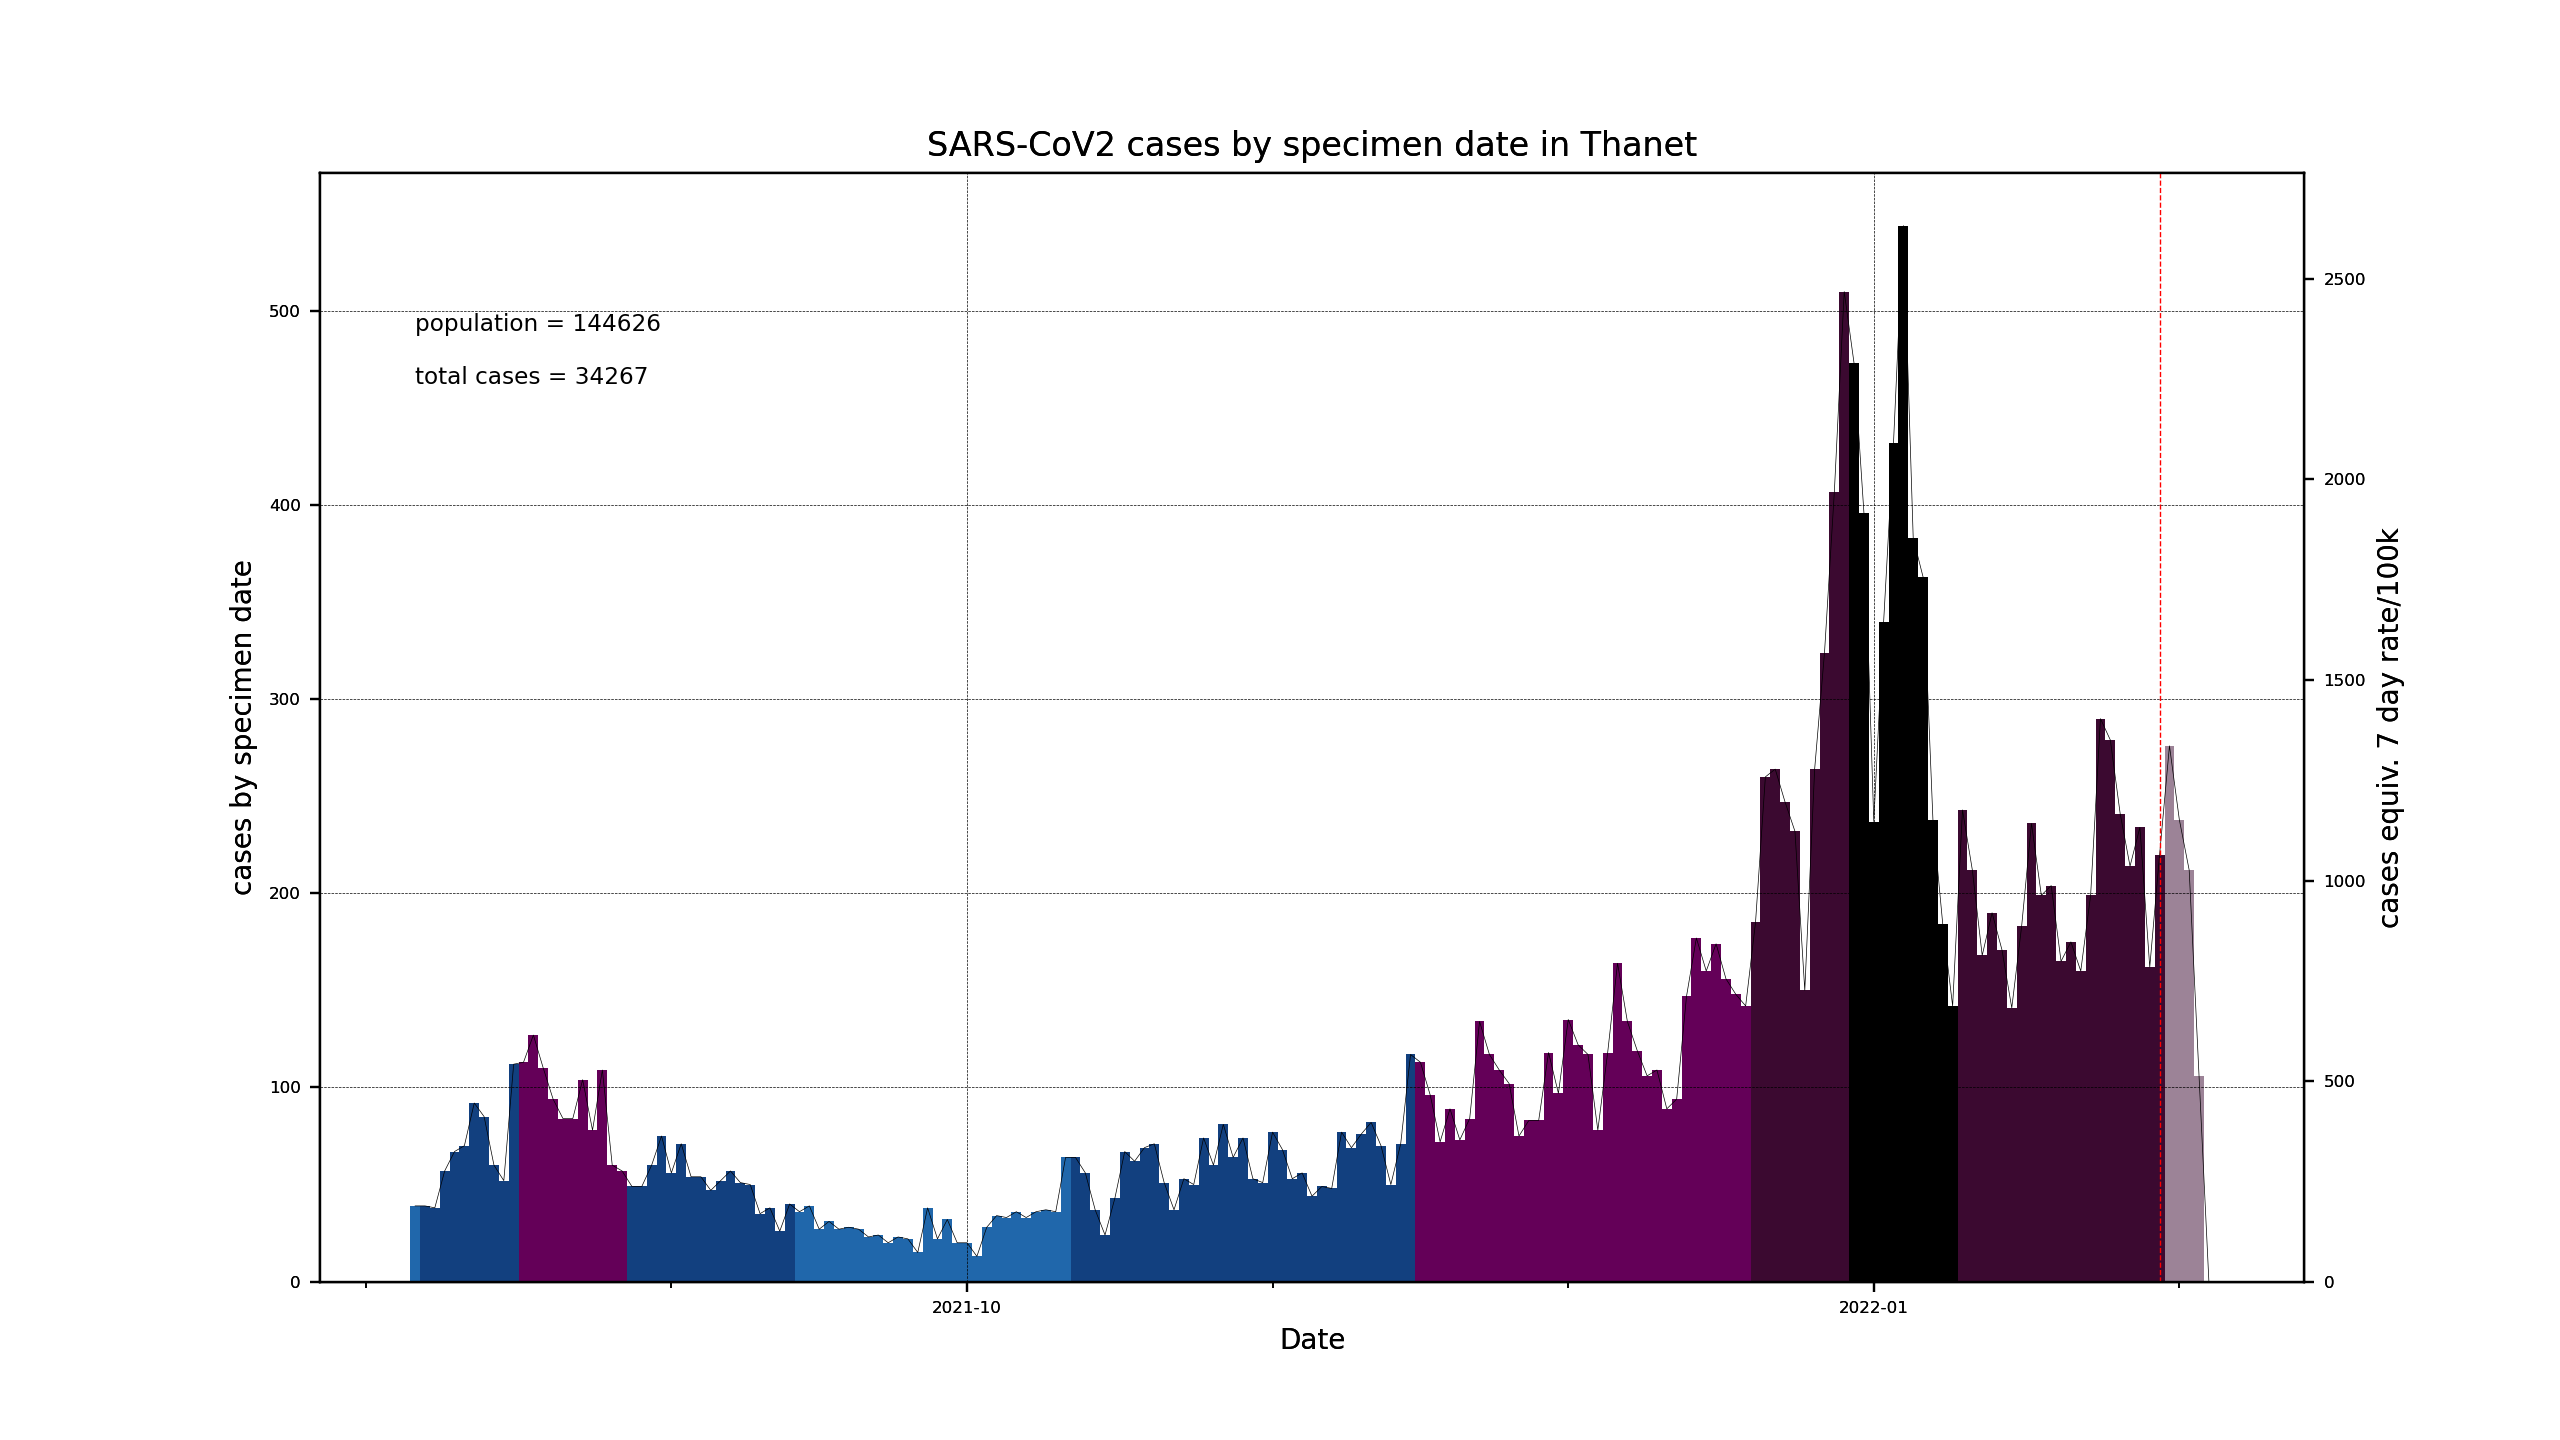 SARS-CoV2 cases by specimen date in Thanet
population = 144626
total cases = 34267
cases by specimen date
500
400
300
200
100
0
2500
2000
1500
1000
500
0
cases equiv. 7 day rate/100k
2021-10
2022-01
Date